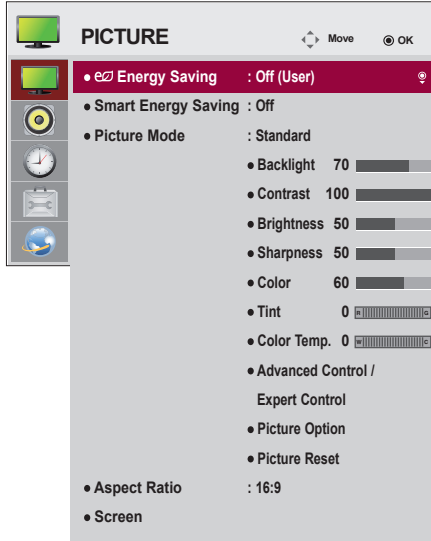 PICTURE Move OK
• Energy Saving : Off (User)
• Smart Energy Saving : Off
• Picture Mode : Standard
• Backlight 70
• Contrast 100
• Brightness 50
• Sharpness 50
• Color 60
• Tint 0 R G
• Color Temp. 0 W C
• Advanced Control /
Expert Control
• Picture Option
• Picture Reset
• Aspect Ratio : 16:9
• Screen